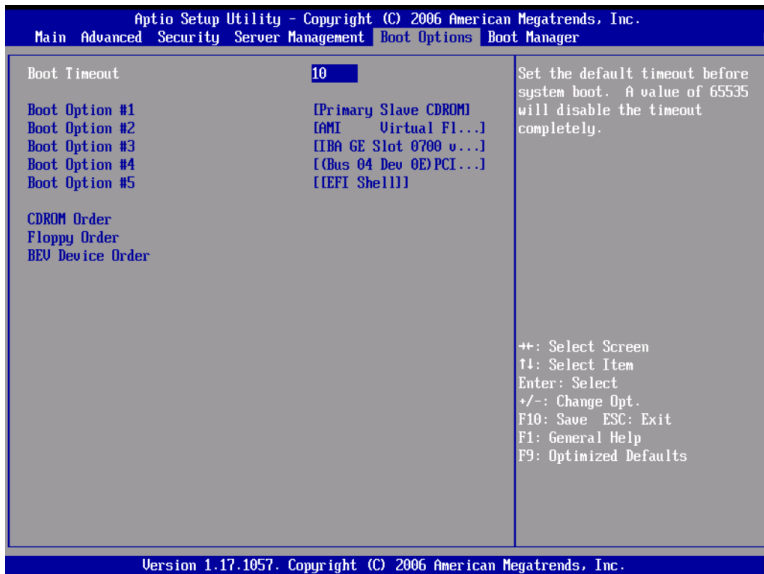 Aptio Setup Utility - Copyright (C) 2006 American Megatrends, Inc.
Main Advanced Security Server Management Boot Options Boot Manager
Boot Timeout 10
Boot Option #1 [Primary Slave CDROM]
Boot Option #2 [AMI Virtual Fl...]
Boot Option #3 [IBA GE Slot 0700 v...]
Boot Option #4 [(Bus 04 Dev 0E)PCI...]
Boot Option #5 [[EFI Shell]]
CDROM Order
Floppy Order
BEV Device Order
Set the default timeout before
system boot. A value of 65535
will disable the timeout
completely.
→←: Select Screen
↑↓: Select Item
Enter: Select
+/-: Change Opt.
F10: Save ESC: Exit
F1: General Help
F9: Optimized Defaults
Version 1.17.1057. Copyright (C) 2006 American Megatrends, Inc.